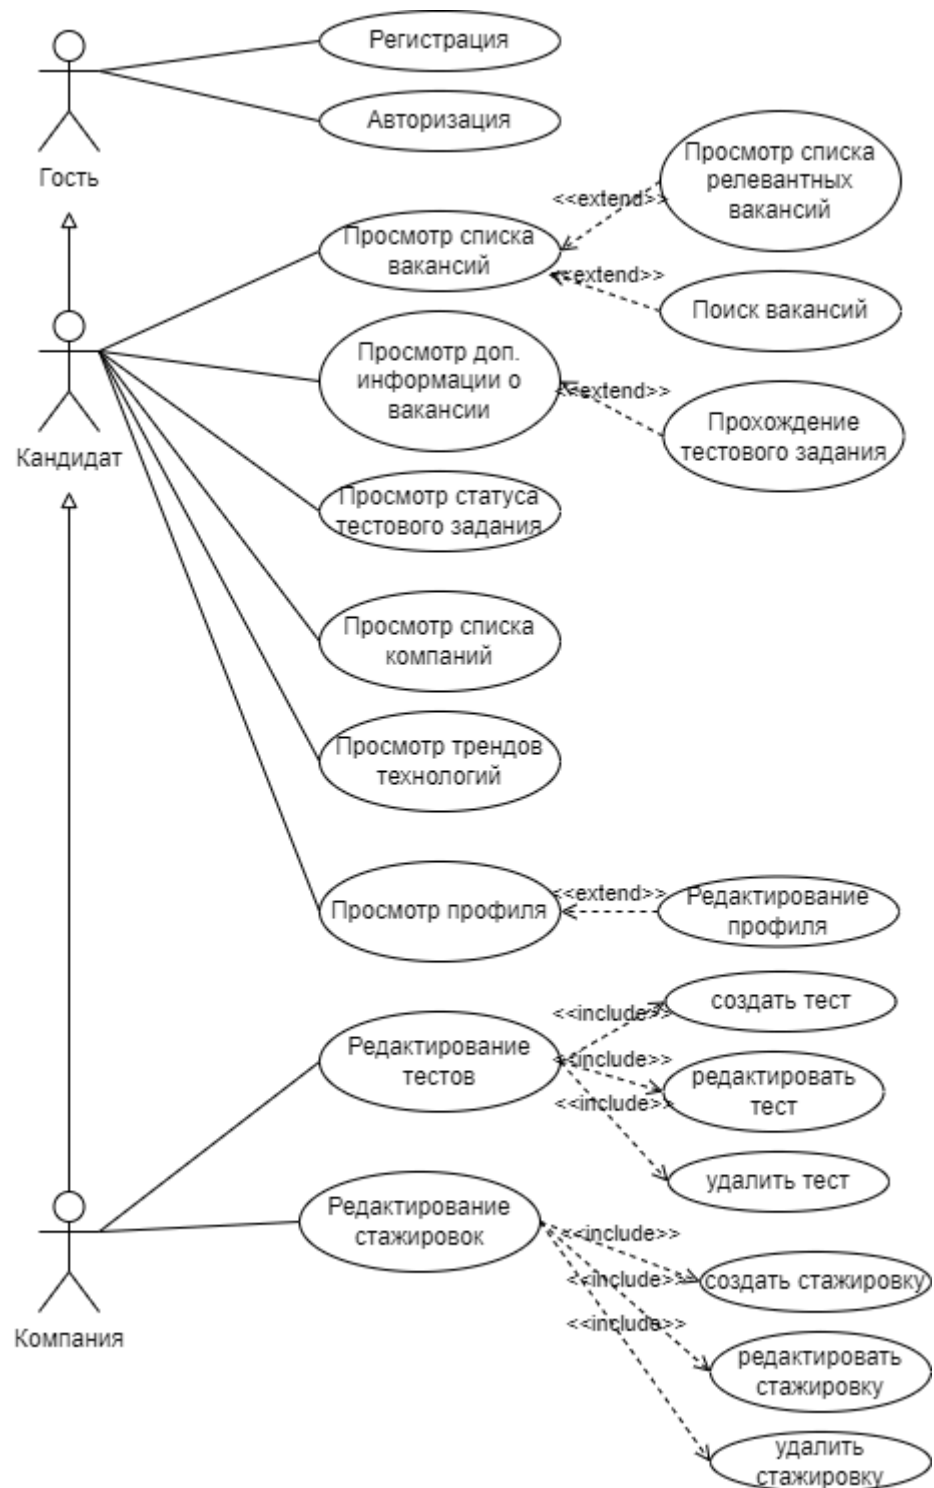 Регистрация
Авторизация
Гость
Просмотр списка
релевантных
вакансий
<<extend>>
Просмотр списка
вакансий
<<extend>>
Поиск вакансий
Просмотр доп.
информации о
вакансии
<<extend>>
Прохождение
тестового задания
Кандидат
Просмотр статуса
тестового задания
Просмотр списка
компаний
Просмотр трендов
технологий
Просмотр профиля
<<extend>>
Редактирование
профиля
Редактирование
тестов
<<include>>
создать тест
<<include>>
редактировать
тест
<<include>>
удалить тест
Редактирование
стажировок
<<include>>
создать стажировку
<<include>>
редактировать
стажировку
<<include>>
удалить
стажировку
Компания